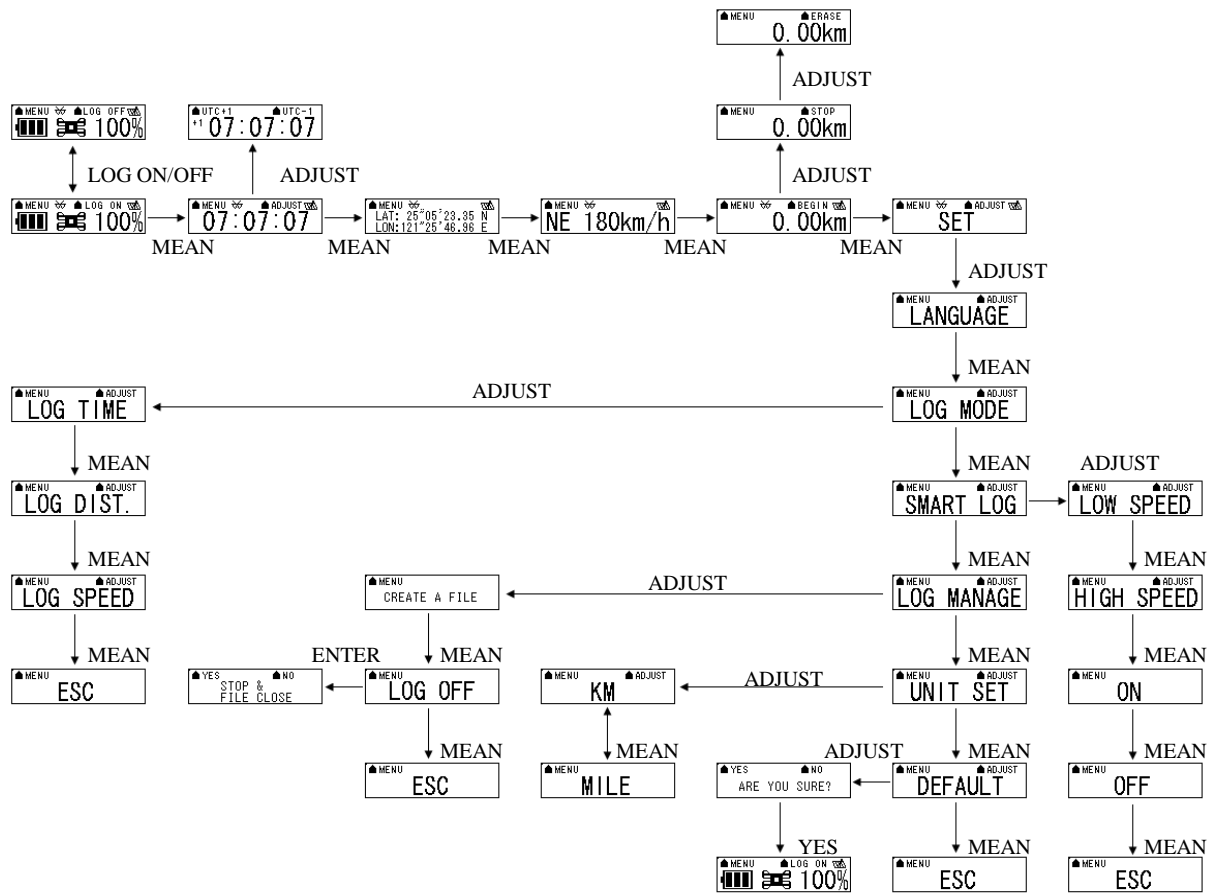 MENU ERASE
0.00km
ADJUST
MENU LOG OFF
100%
UTC+1 UTC-1
+1 07:07:07
MENU STOP
0.00km
LOG ON/OFF
ADJUST
ADJUST
MENU LOG ON
100%
MENU ADJUST
07:07:07
MENU
LAT: 25°05'23.35 N
LON:121°25'46.96 E
MENU
NE 180km/h
MENU BEGIN
0.00km
MENU ADJUST
SET
MEAN
MEAN
MEAN
MEAN
MEAN
ADJUST
MENU ADJUST
LANGUAGE
MEAN
MENU ADJUST
LOG TIME
ADJUST
MENU ADJUST
LOG MODE
MEAN
MEAN
ADJUST
MENU ADJUST
LOG DIST.
MENU ADJUST
SMART LOG
MENU ADJUST
LOW SPEED
MEAN
MEAN
MEAN
MENU ADJUST
LOG SPEED
MENU
CREATE A FILE
ADJUST
MENU ADJUST
LOG MANAGE
MENU ADJUST
HIGH SPEED
MEAN
ENTER
MEAN
MEAN
MEAN
MENU
ESC
YES NO
STOP &
FILE CLOSE
MENU
LOG OFF
MENU ADJUST
KM
ADJUST
MENU ADJUST
UNIT SET
MENU
ON
MEAN
MEAN
ADJUST
MEAN
MEAN
MENU
ESC
MENU
MILE
YES NO
ARE YOU SURE?
MENU ADJUST
DEFAULT
MENU
OFF
YES
MEAN
MEAN
MENU LOG ON
100%
MENU
ESC
MENU
ESC